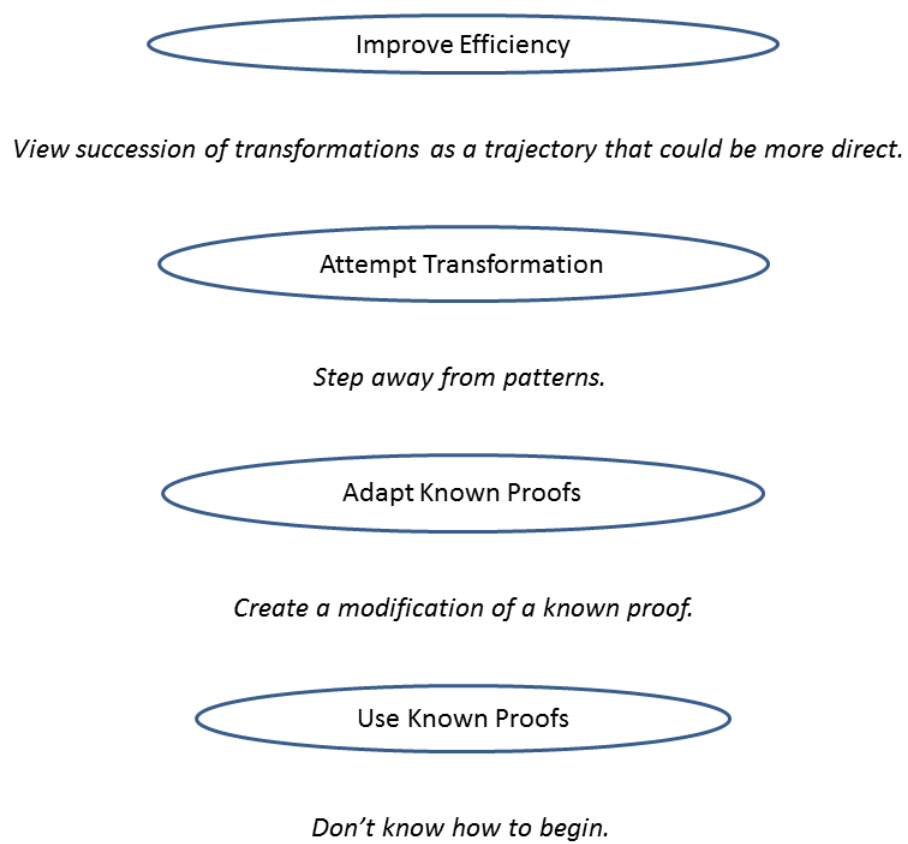 Improve Efficiency
View succession of transformations as a trajectory that could be more direct.
Attempt Transformation
Step away from patterns.
Adapt Known Proofs
Create a modification of a known proof.
Use Known Proofs
Don’t know how to begin.